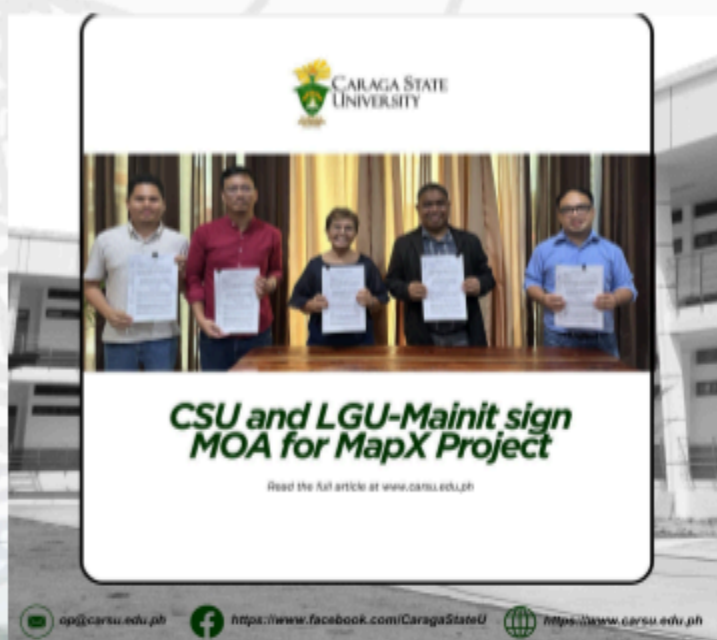 CARAGA STATE
UNIVERSITY
CSU and LGU-Mainit sign
MOA for MapX Project
Read the full article at www.carsu.edu.ph
op@carsu.edu.ph
https://www.facebook.com/CaragaStateU
https://www.carsu.edu.ph